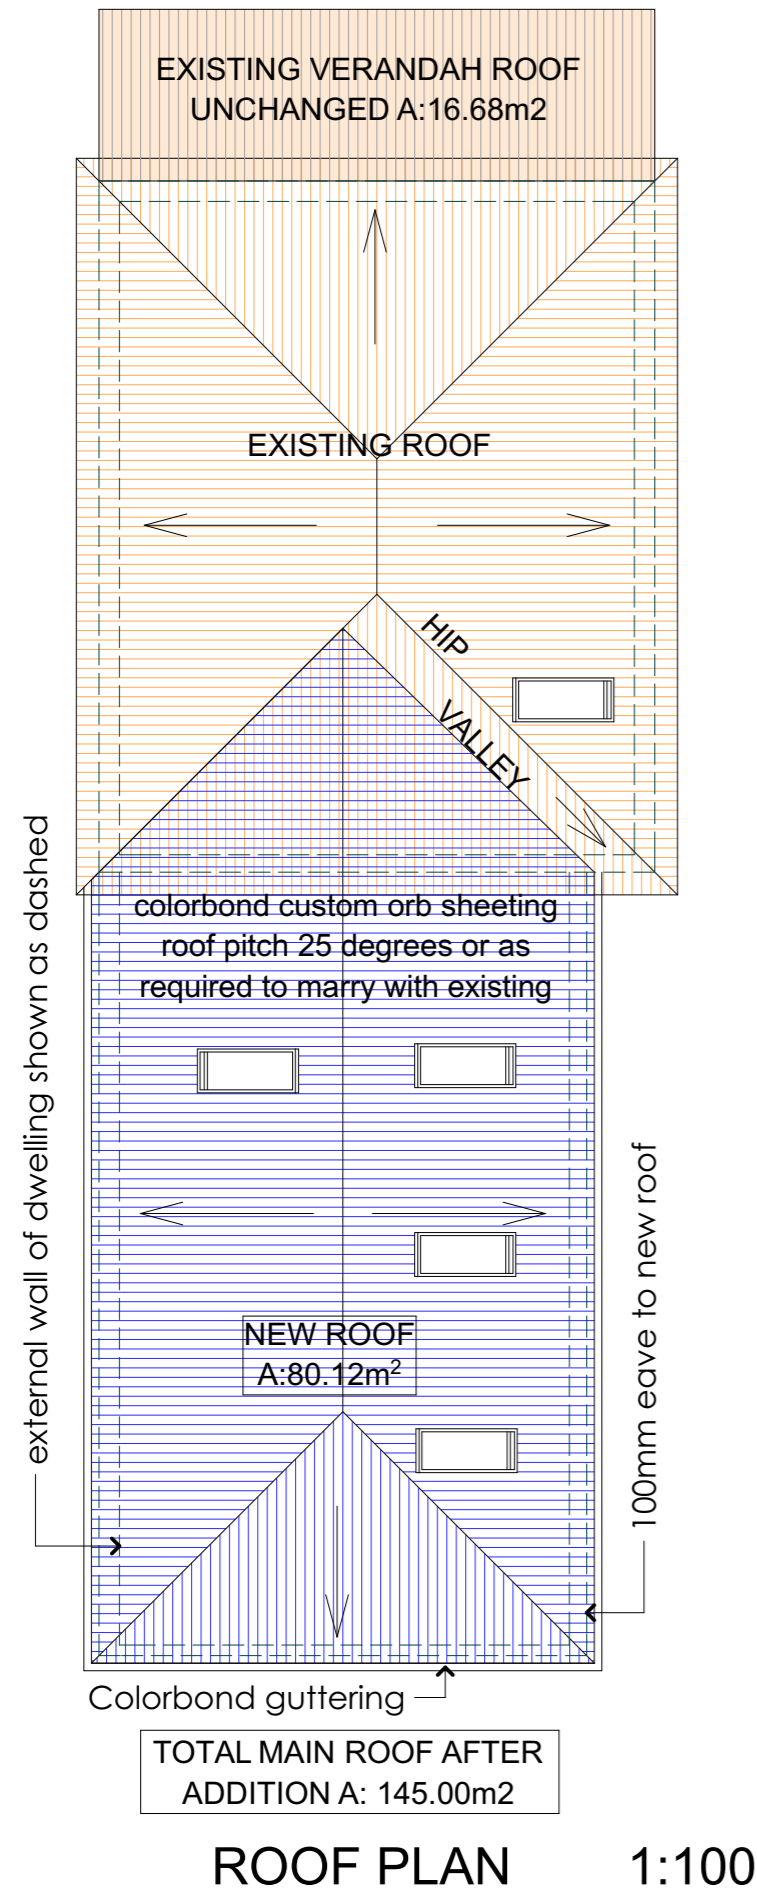 EXISTING VERANDAH ROOF
UNCHANGED A:16.68m2
EXISTING ROOF
HIP
VALLEY
external wall of dwelling shown as dashed
colorbond custom orb sheeting
roof pitch 25 degrees or as
required to marry with existing
100mm eave to new roof
NEW ROOF
A:80.12m²
Colorbond guttering
TOTAL MAIN ROOF AFTER
ADDITION A: 145.00m2
ROOF PLAN 1:100